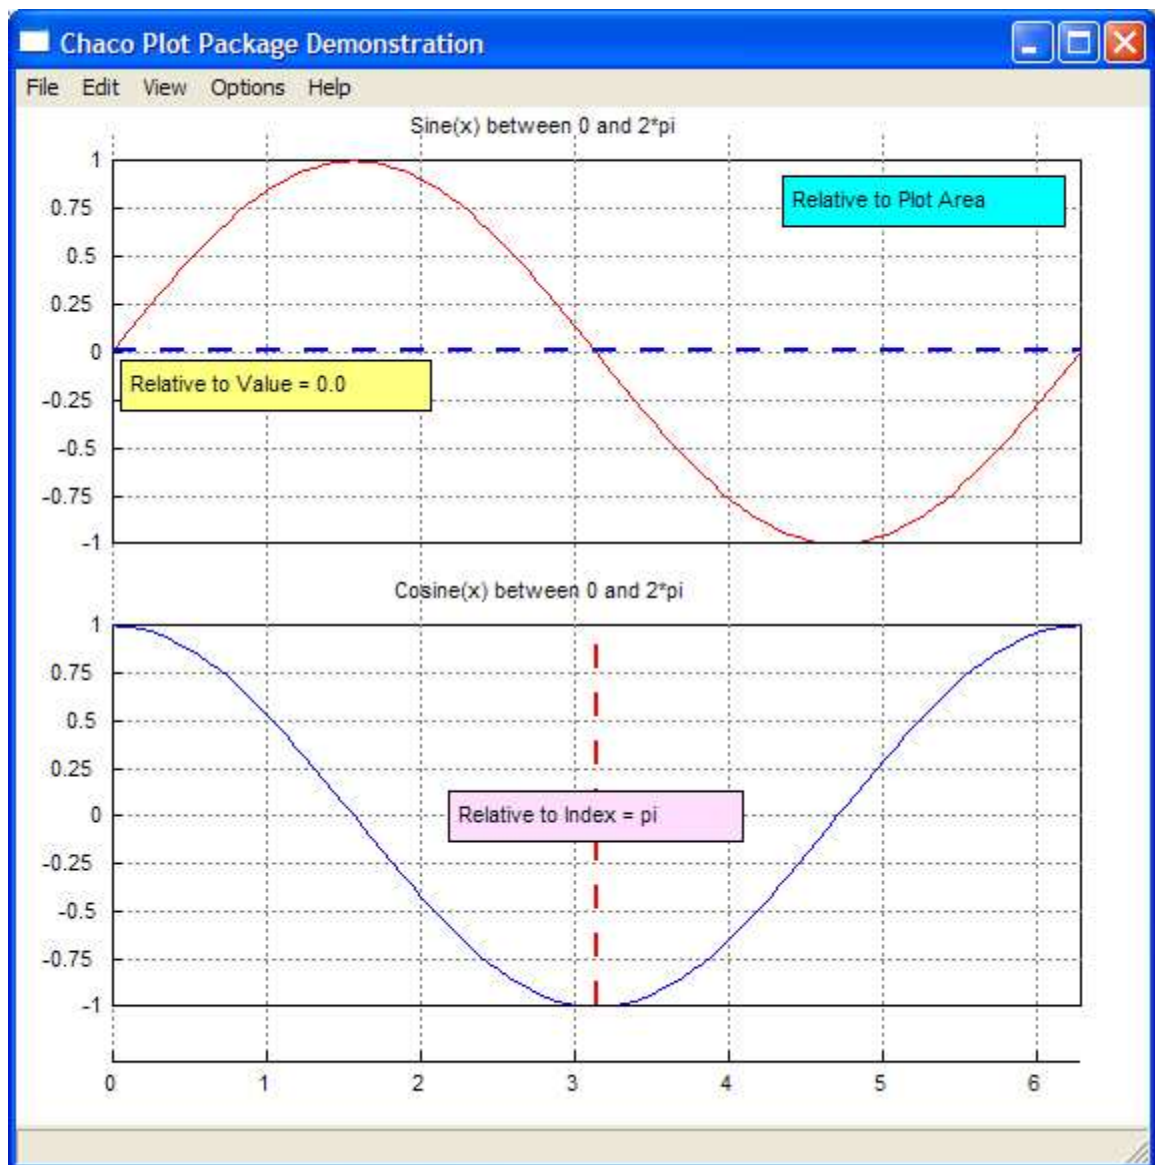 Chaco Plot Package Demonstration
File Edit View Options Help
Sine(x) between 0 and 2*pi
1
0.75
0.5
0.25
0
-0.25
-0.5
-0.75
-1
Relative to Plot Area
Relative to Value = 0.0
Cosine(x) between 0 and 2*pi
1
0.75
0.5
0.25
0
-0.25
-0.5
-0.75
-1
Relative to Index = pi
0 1 2 3 4 5 6